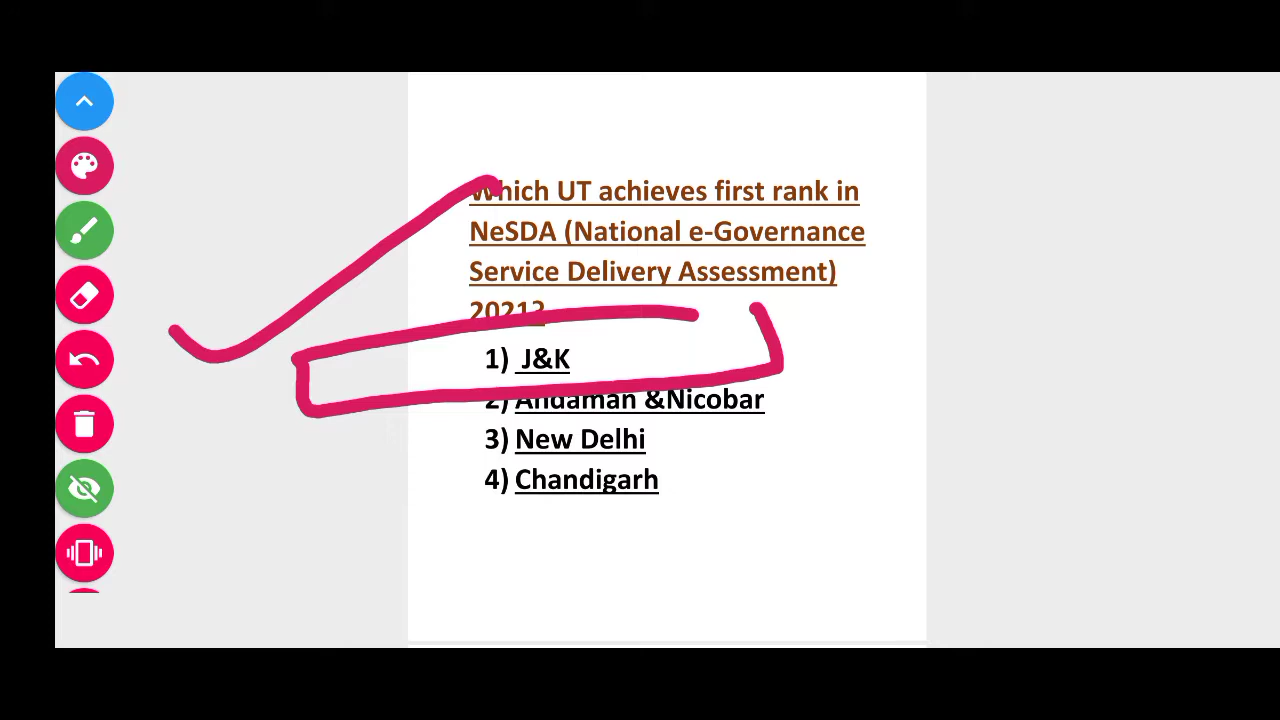 Which UT achieves first rank in
NeSDA (National e-Governance
Service Delivery Assessment)
2021?
1) J&K
2) Andaman &Nicobar
3) New Delhi
4) Chandigarh